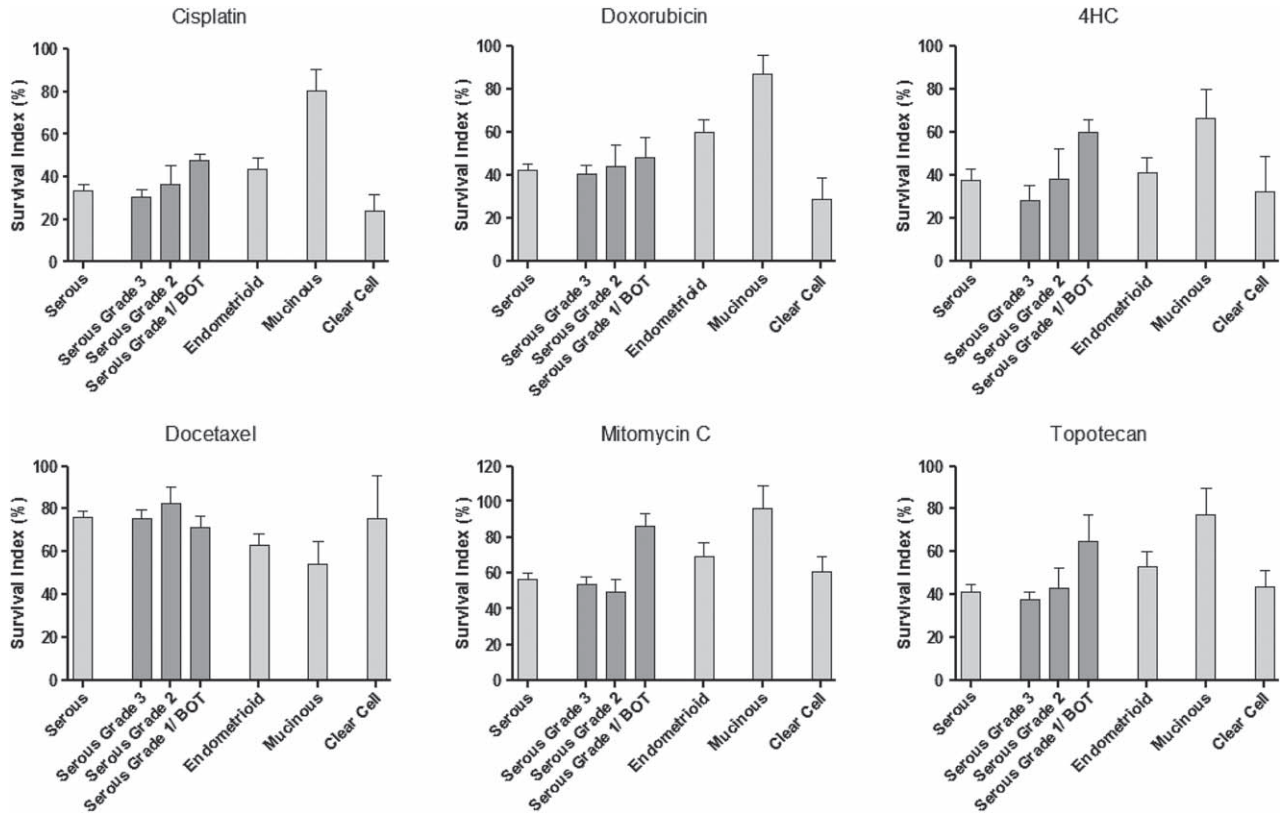 Cisplatin
Survival Index (%)
100
80
60
40
20
0
Serous
Serous Grade 3
Serous Grade 2
Serous Grade 1/ BOT
Endometrioid
Mucinous
Clear Cell
Doxorubicin
Survival Index (%)
100
80
60
40
20
0
Serous
Serous Grade 3
Serous Grade 2
Serous Grade 1/ BOT
Endometrioid
Mucinous
Clear Cell
4HC
Survival Index (%)
100
80
60
40
20
0
Serous
Serous Grade 3
Serous Grade 2
Serous Grade 1/ BOT
Endometrioid
Mucinous
Clear Cell
Docetaxel
Survival Index (%)
100
80
60
40
20
0
Serous
Serous Grade 3
Serous Grade 2
Serous Grade 1/ BOT
Endometrioid
Mucinous
Clear Cell
Mitomycin C
Survival Index (%)
120
100
80
60
40
20
0
Serous
Serous Grade 3
Serous Grade 2
Serous Grade 1/ BOT
Endometrioid
Mucinous
Clear Cell
Topotecan
Survival Index (%)
100
80
60
40
20
0
Serous
Serous Grade 3
Serous Grade 2
Serous Grade 1/ BOT
Endometrioid
Mucinous
Clear Cell